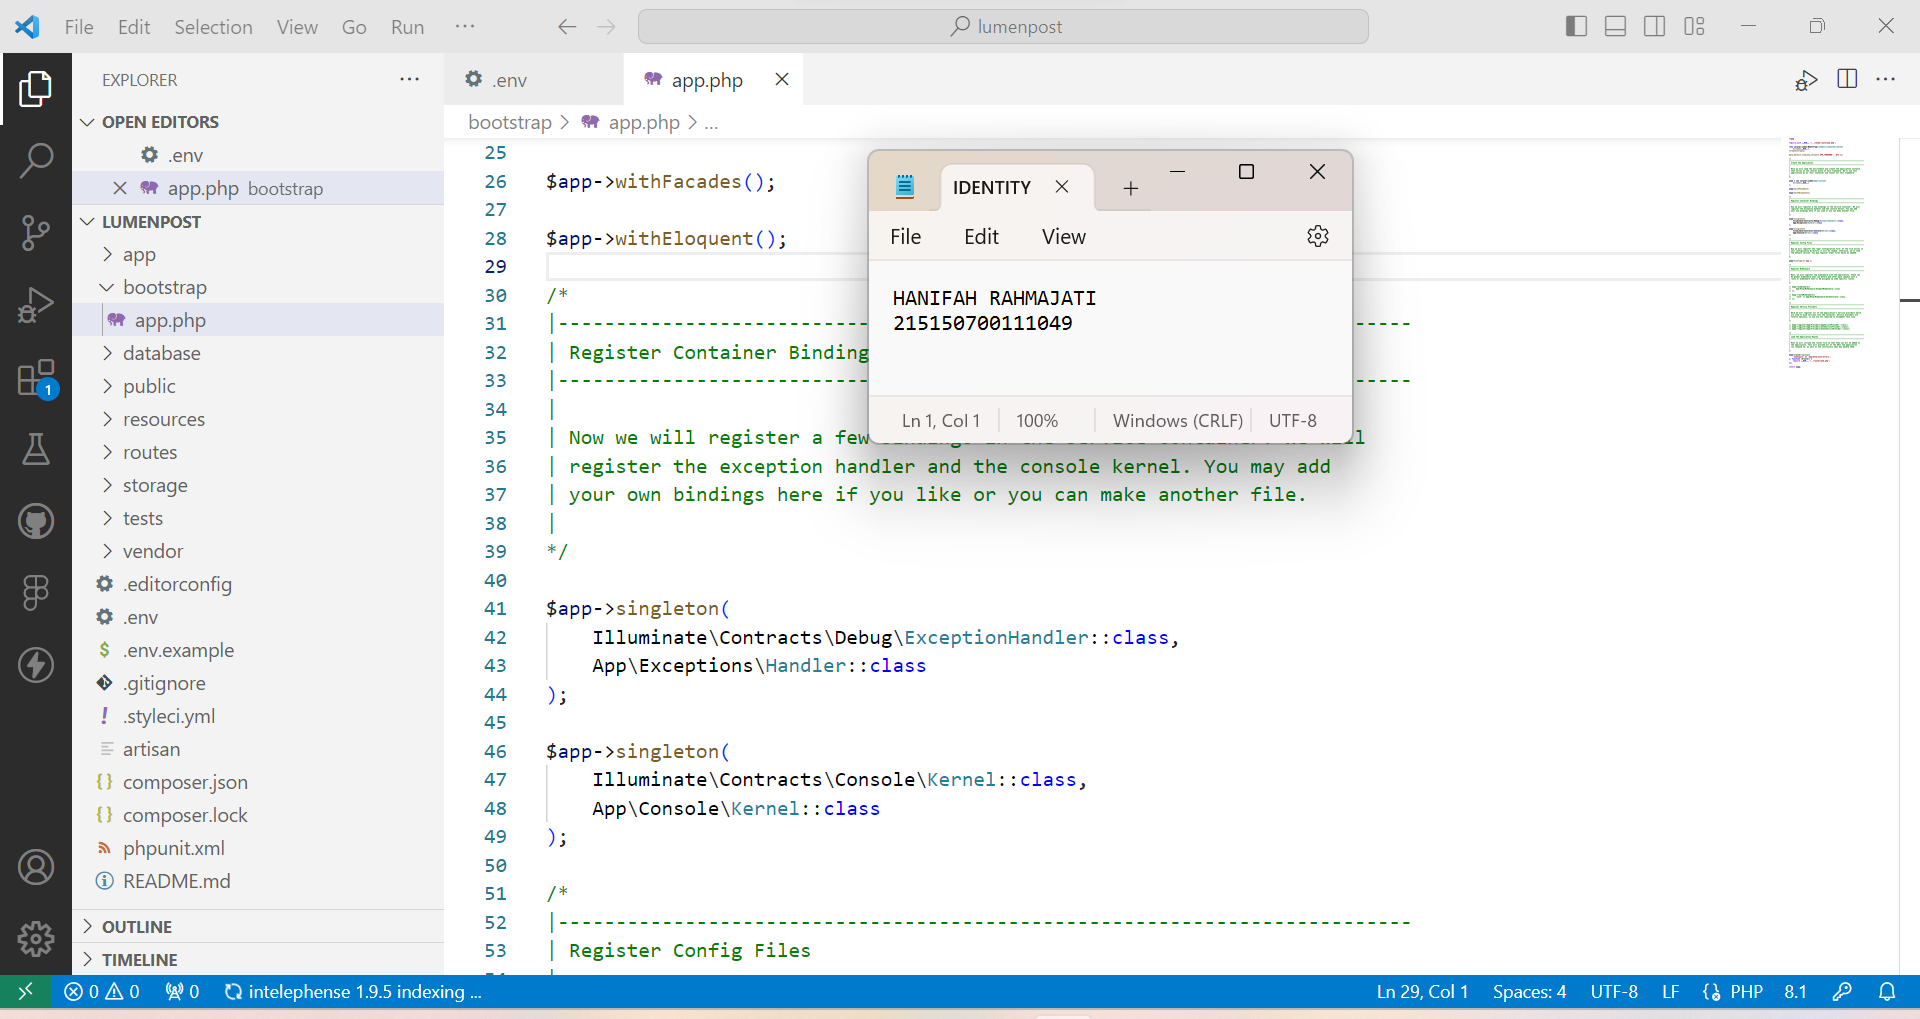 File Edit Selection View Go Run ...
lumenpost
EXPLORER
OPEN EDITORS
.env
app.php bootstrap
LUMENPOST
app
bootstrap
app.php
database
public
resources
routes
storage
tests
vendor
.editorconfig
.env
.env.example
.gitignore
.styleci.yml
artisan
composer.json
composer.lock
phpunit.xml
README.md
OUTLINE
TIMELINE
1
.env
app.php
bootstrap > app.php > ...
25
26 $app->withFacades();
27
28 $app->withEloquent();
29
30 /*
31 |--------------------------------------------------------------------------
32 | Register Container Binding
33 |--------------------------------------------------------------------------
34 |
35 | Now we will register a few
36 | register the exception handler and the console kernel. You may add
37 | your own bindings here if you like or you can make another file.
38 |
39 */
40
41 $app->singleton(
42 Illuminate\Contracts\Debug\ExceptionHandler::class,
43 App\Exceptions\Handler::class
44 );
45
46 $app->singleton(
47 Illuminate\Contracts\Console\Kernel::class,
48 App\Console\Kernel::class
49 );
50
51 /*
52 |--------------------------------------------------------------------------
53 | Register Config Files
IDENTITY
File Edit View
HANIFAH RAHMAJATI
215150700111049
Ln 1, Col 1 100% Windows (CRLF) UTF-8
0 0 0 intelephense 1.9.5 indexing ... Ln 29, Col 1 Spaces: 4 UTF-8 LF PHP 8.1